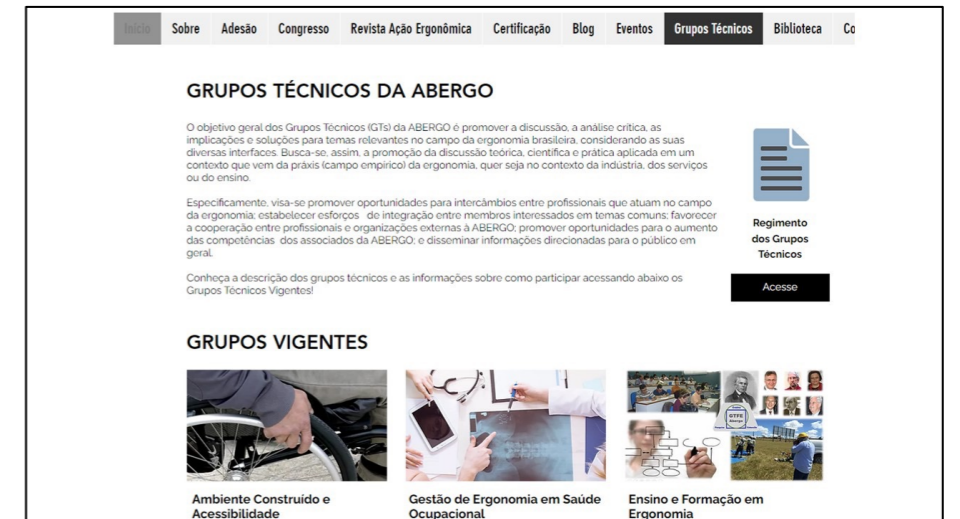 Início Sobre Adesão Congresso Revista Ação Ergonômica Certificação Blog Eventos Grupos Técnicos Biblioteca Co
GRUPOS TÉCNICOS DA ABERGO
O objetivo geral dos Grupos Técnicos (GTs) da ABERGO é promover a discussão, a análise crítica, as
implicações e soluções para temas relevantes no campo da ergonomia brasileira, considerando as suas
diversas interfaces. Busca-se, assim, a promoção da discussão teórica, científica e prática aplicada em um
contexto que vem da práxis (campo empírico) da ergonomia, quer seja no contexto da indústria, dos serviços
ou do ensino.
Especificamente, visa-se promover oportunidades para intercâmbios entre profissionais que atuam no campo
da ergonomia; estabelecer esforços de integração entre membros interessados em temas comuns; favorecer
a cooperação entre profissionais e organizações externas à ABERGO; promover oportunidades para o aumento
das competências dos associados da ABERGO; e disseminar informações direcionadas para o público em
geral.
Conheça a descrição dos grupos técnicos e as informações sobre como participar acessando abaixo os
Grupos Técnicos Vigentes!
Regimento
dos Grupos
Técnicos
Acesse
GRUPOS VIGENTES
GTFE
Abergo
Ambiente Construído e
Acessibilidade
Gestão de Ergonomia em Saúde
Ocupacional
Ensino e Formação em
Ergonomia